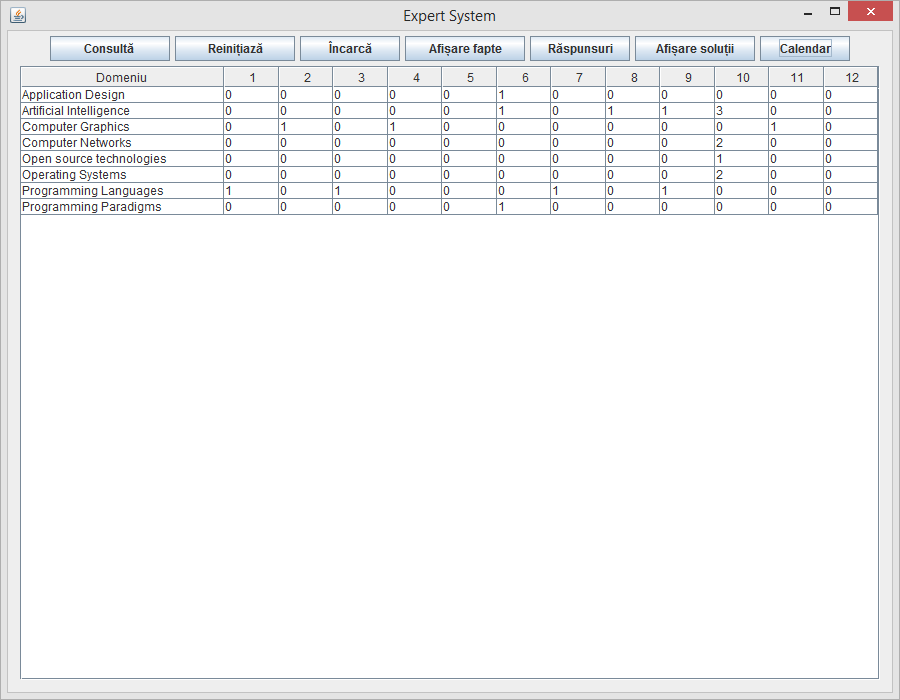 Expert System
Consultă Reinițiază Încarcă Afișare fapte Răspunsuri Afișare soluții Calendar
Domeniu 1 2 3 4 5 6 7 8 9 10 11 12
Application Design 0 0 0 0 0 1 0 0 0 0 0 0
Artificial Intelligence 0 0 0 0 0 1 0 1 1 3 0 0
Computer Graphics 0 1 0 1 0 0 0 0 0 0 1 0
Computer Networks 0 0 0 0 0 0 0 0 0 2 0 0
Open source technologies 0 0 0 0 0 0 0 0 0 1 0 0
Operating Systems 0 0 0 0 0 0 0 0 0 2 0 0
Programming Languages 1 0 1 0 0 0 1 0 1 0 0 0
Programming Paradigms 0 0 0 0 0 1 0 0 0 0 0 0